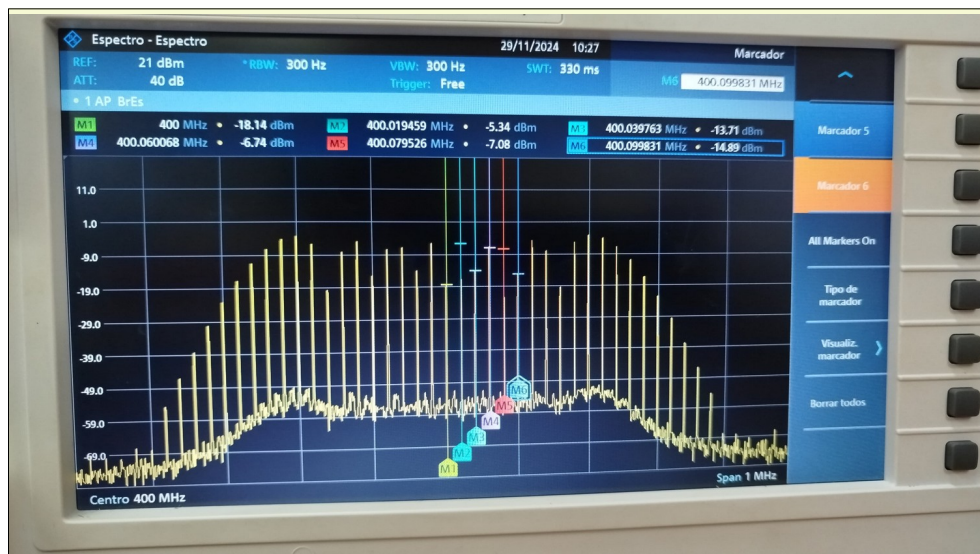 Espectro - Espectro
29/11/2024 10:27
Marcador
REF: 21 dBm *RBW: 300 Hz VBW: 300 Hz SWT: 330 ms
ATT: 40 dB Trigger: Free
M6 400.099831 MHz
• 1 AP BrEs
M1 400 MHz • -18.14 dBm M2 400.019459 MHz • -5.34 dBm M3 400.039763 MHz • -13.71 dBm
M4 400.060068 MHz • -6.74 dBm M5 400.079526 MHz • -7.08 dBm M6 400.099831 MHz • -14.89 dBm
11.0
1.0
-9.0
-19.0
-29.0
-39.0
-49.0
-59.0
-69.0
M6
M5
M4
M3
M2
M1
Centro 400 MHz
Span 1 MHz
Marcador 5
Marcador 6
All Markers On
Tipo de
marcador
Visualiz.
marcador
Borrar todos